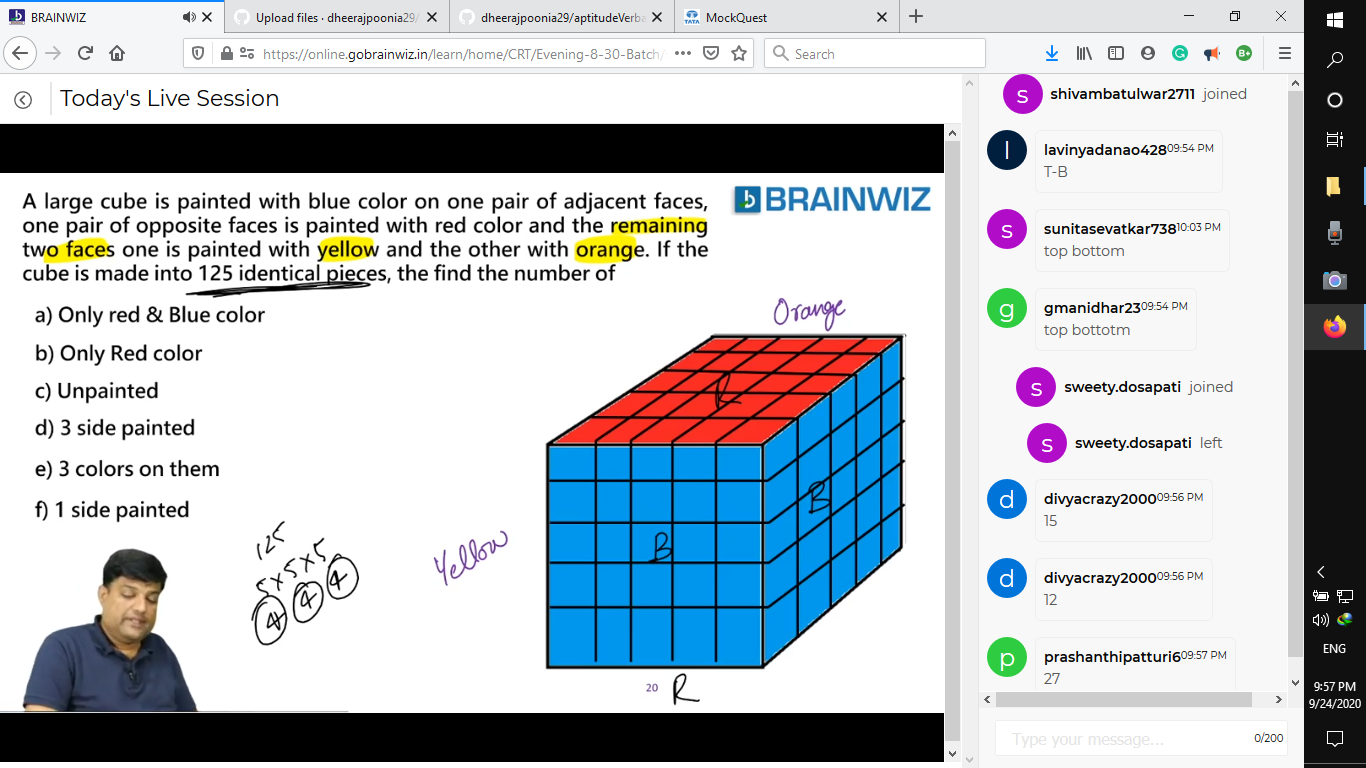 BRAINWIZ
Upload files · dheerajpoonia29/
dheerajpoonia29/aptitudeVerba
TATA
MockQuest
https://online.gobrainwiz.in/learn/home/CRT/Evening-8-30-Batch/
Search
B+
Today's Live Session
A large cube is painted with blue color on one pair of adjacent faces,
one pair of opposite faces is painted with red color and the remaining
two faces one is painted with yellow and the other with orange. If the
cube is made into 125 identical pieces, the find the number of
b BRAINWIZ
a) Only red & Blue color
b) Only Red color
c) Unpainted
d) 3 side painted
e) 3 colors on them
f) 1 side painted
Orange
R
B
B
Yellow
125
5x5x5
4 4 4
20 R
s
shivambatulwar2711 joined
l
lavinyadanao428 09:54 PM
T-B
s
sunitasevatkar738 10:03 PM
top bottom
g
gmanidhar23 09:54 PM
top bottotm
s
sweety.dosapati joined
s
sweety.dosapati left
d
divyacrazy2000 09:56 PM
15
d
divyacrazy2000 09:56 PM
12
p
prashanthipatturi6 09:57 PM
27
Type your message...
0/200
ENG
9:57 PM
9/24/2020